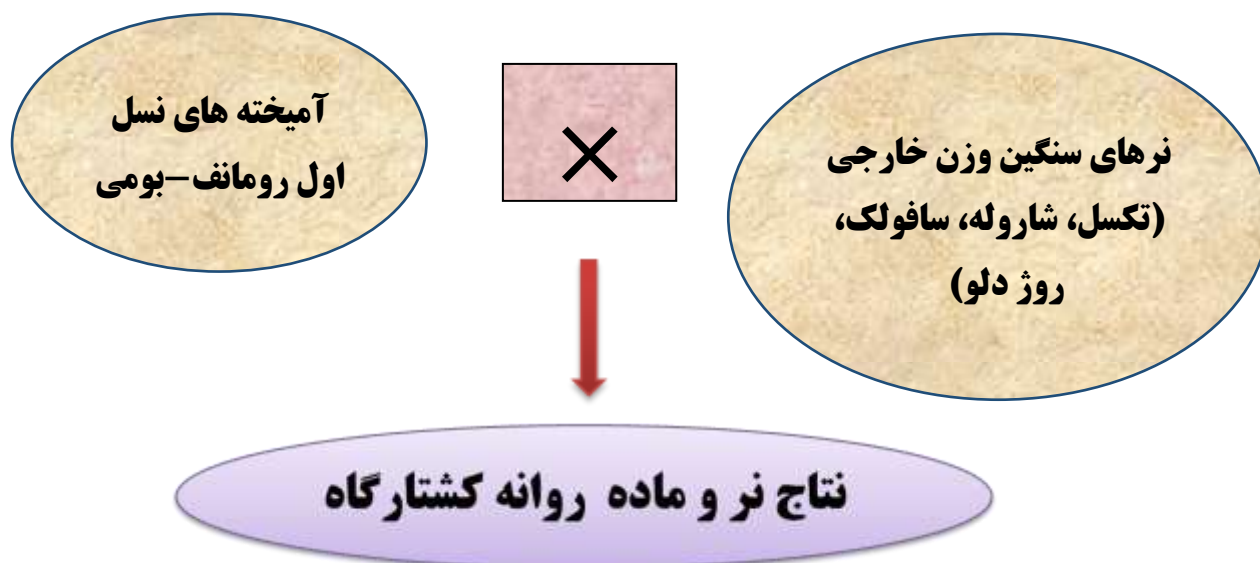 نرهای سنگین وزن خارجی
(تکسل، شاروله، سافولک،
روژ دلو)
×
آمیخته های نسل
اول رومانف-بومی
نتاج نر و ماده روانه کشتارگاه